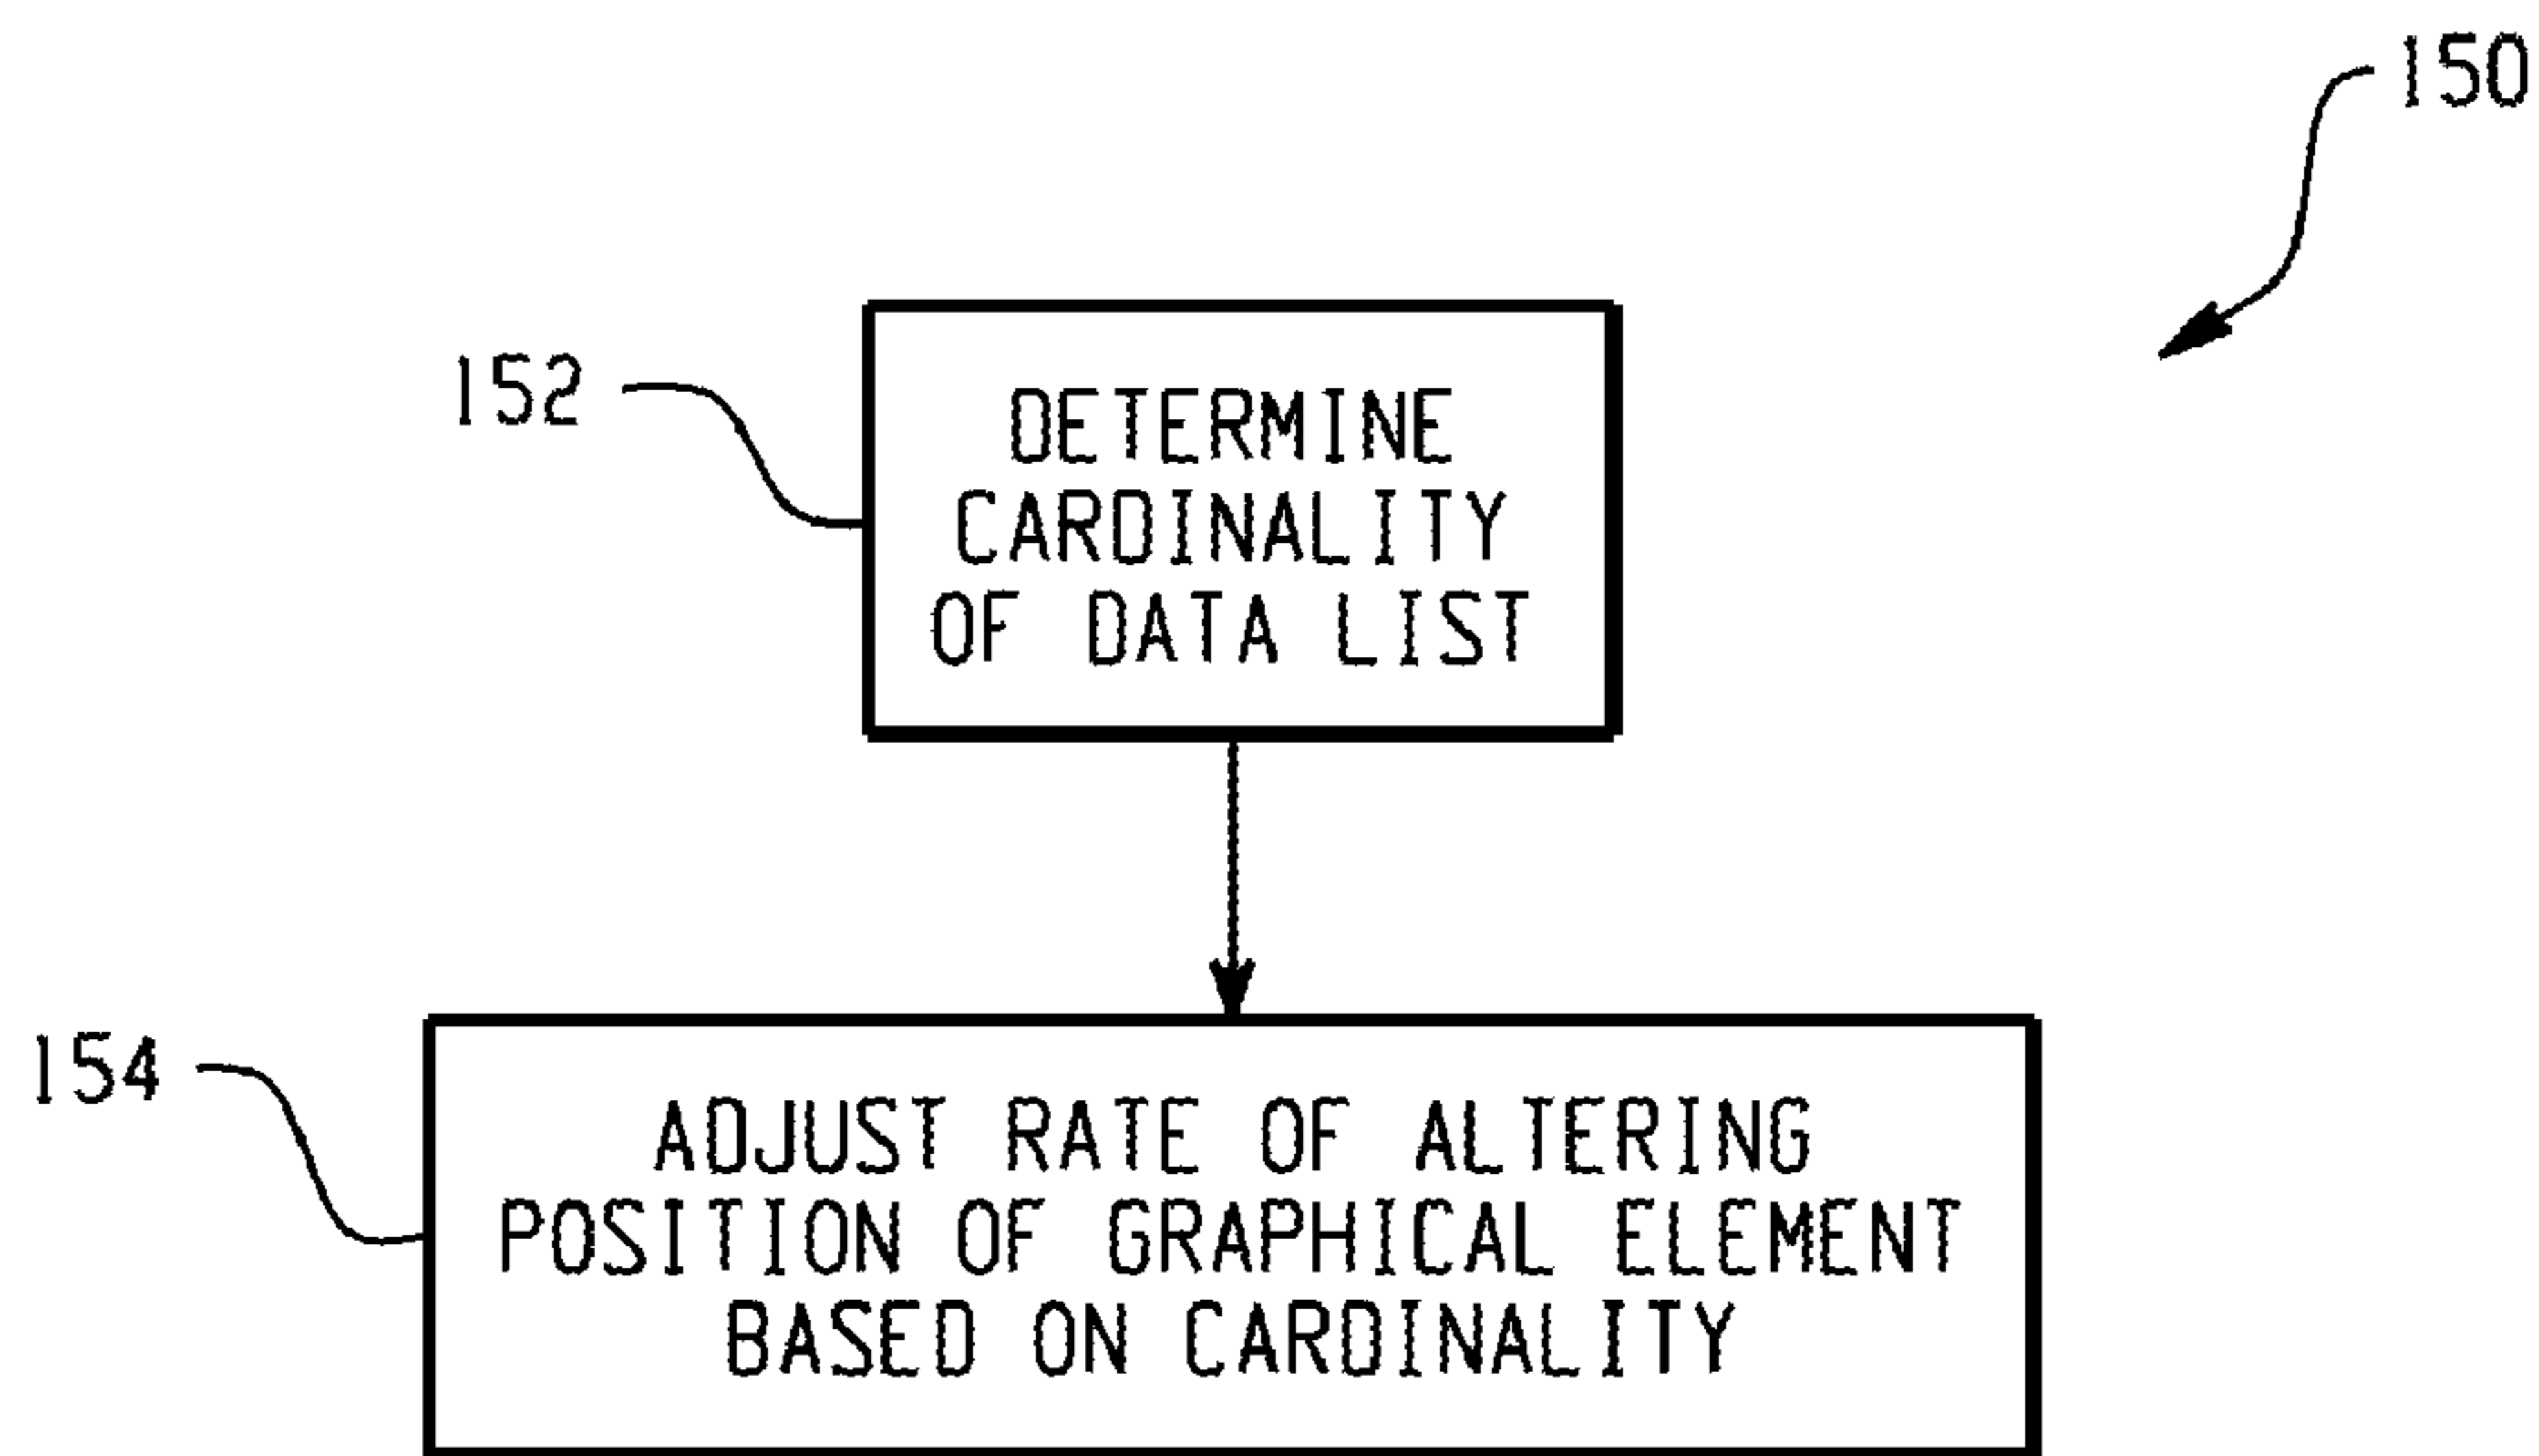 150
152
DETERMINE
CARDINALITY
OF DATA LIST
154
ADJUST RATE OF ALTERING
POSITION OF GRAPHICAL ELEMENT
BASED ON CARDINALITY